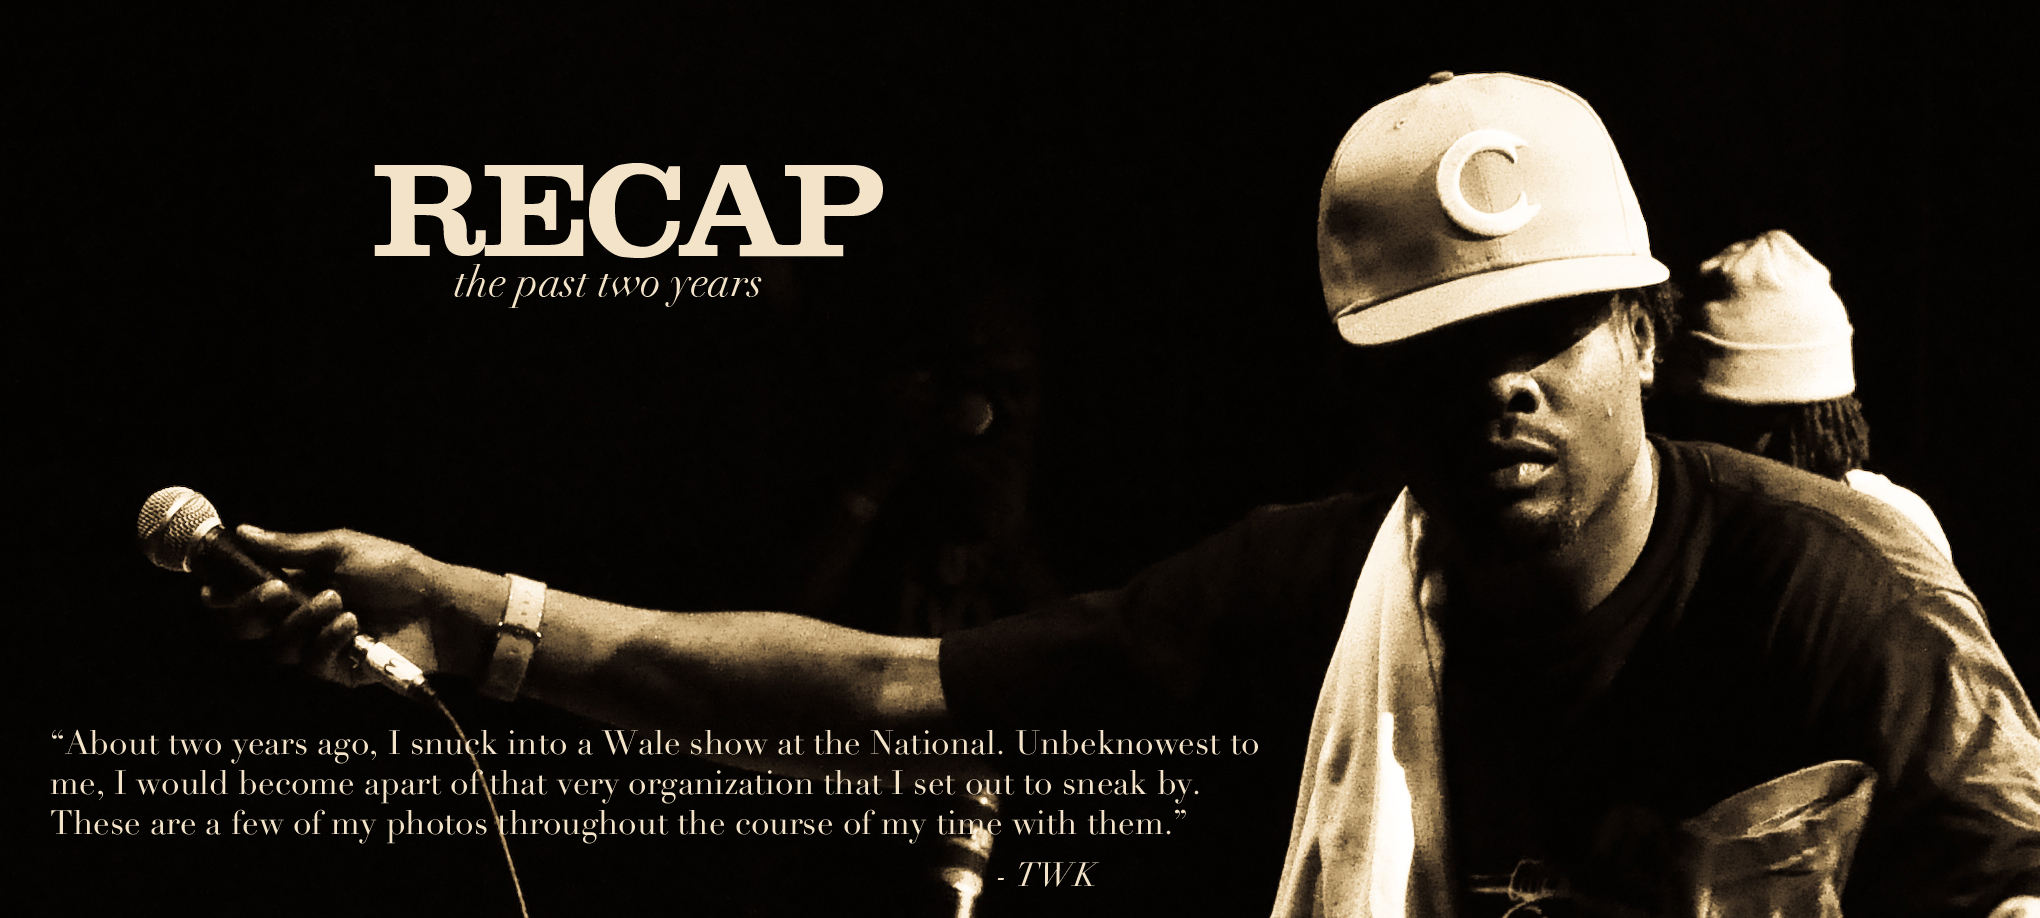 C
RECAP
the past two years
“About two years ago, I snuck into a Wale show at the National. Unbeknowest to
me, I would become apart of that very organization that I set out to sneak by.
These are a few of my photos throughout the course of my time with them.”
- TWK